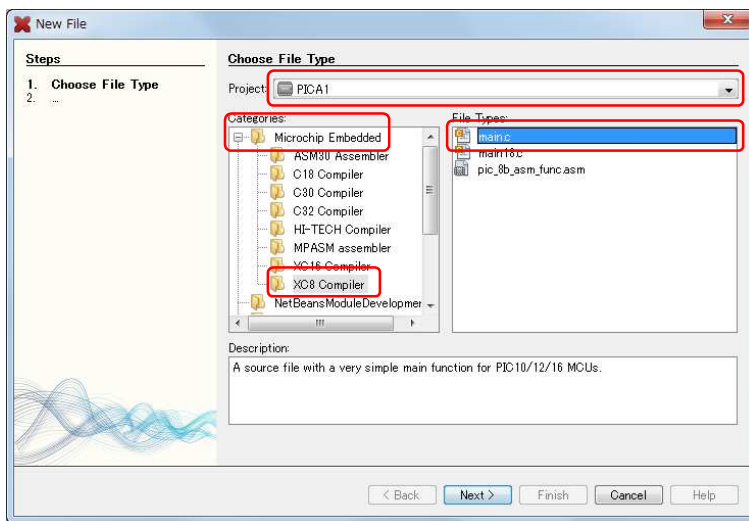 New File
Steps
1. Choose File Type
2. ...
Choose File Type
Project: PICA1
Categories:
Microchip Embedded
ASM30 Assembler
C18 Compiler
C30 Compiler
C32 Compiler
HI-TECH Compiler
MPASM assembler
XC16 Compiler
XC8 Compiler
NetBeansModuleDevelopmer
File Types:
main.c
main18.c
pic_8b_asm_func.asm
Description:
A source file with a very simple main function for PIC10/12/16 MCUs.
< Back
Next >
Finish
Cancel
Help